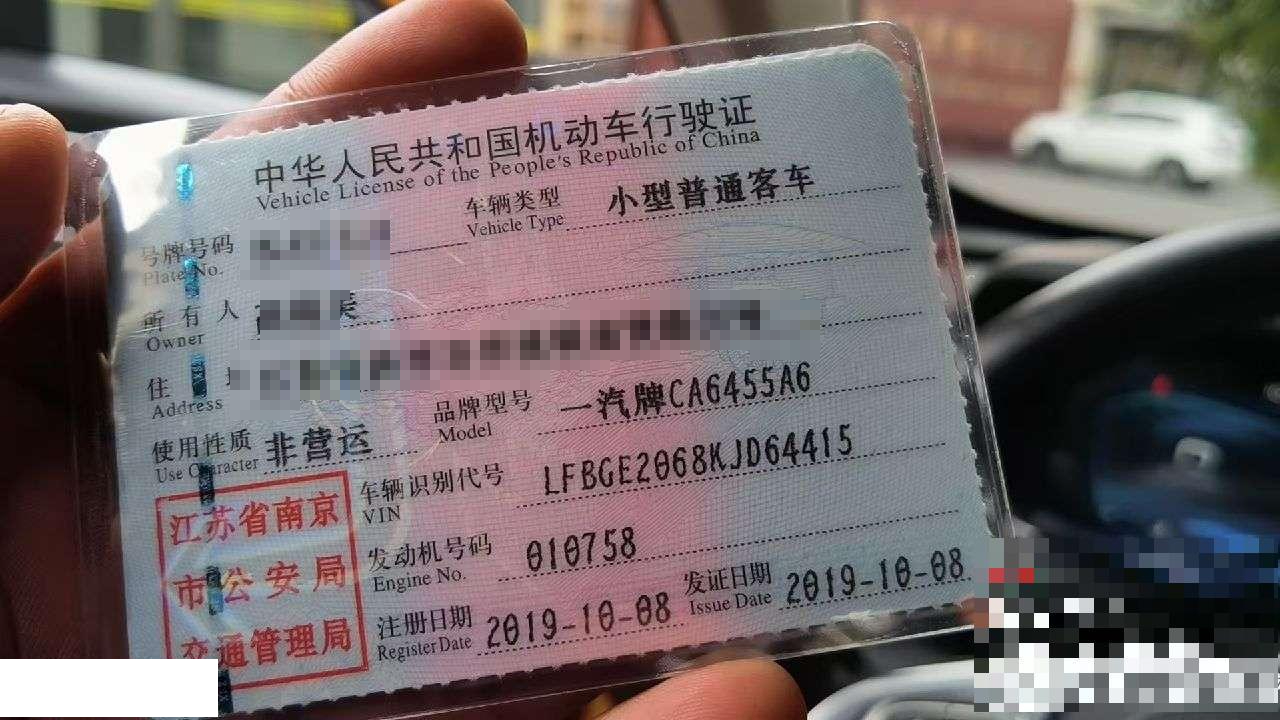 中华人民共和国机动车行驶证
Vehicle License of the People's Republic of China
号牌号码
Plate No.
车辆类型 小型普通客车
Vehicle Type
所有人
Owner
住
Address
品牌型号 一汽牌CA6455A6
Model
使用性质 非营运
Use Character
车辆识别代号 LFBGE2068KJD64415
VIN
发动机号码 010758
Engine No.
注册日期 2019-10-08
Register Date
发证日期 2019-10-08
Issue Date
江苏省南京
市公安局
交通管理局